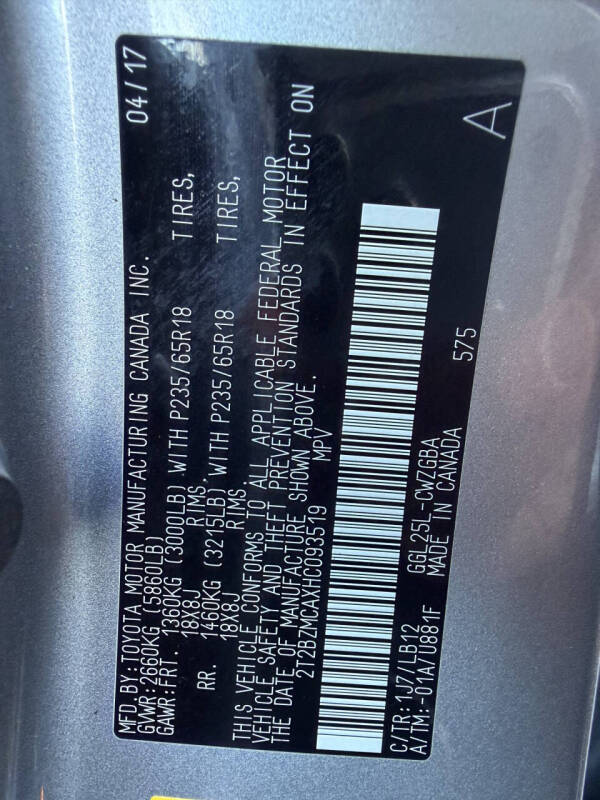 MFD.BY:TOYOTA MOTOR MANUFACTURING CANADA INC. 04/17
GVWR:2660KG (5860LB)
GAWR:FRT. 1360KG (3000LB) WITH P235/65R18 TIRES,
18X8J RIMS,
RR. 1460KG (3215LB) WITH P235/65R18 TIRES,
18X8J RIMS,
THIS VEHICLE CONFORMS TO ALL APPLICABLE FEDERAL MOTOR
VEHICLE SAFETY AND THEFT PREVENTION STANDARDS IN EFFECT ON
THE DATE OF MANUFACTURE SHOWN ABOVE.
2T2BZMCAXHC093519 MPV
C/TR:1J7/LB12 GGL25L-CWZGBA 575 A
A/TM:-01A/U881F MADE IN CANADA